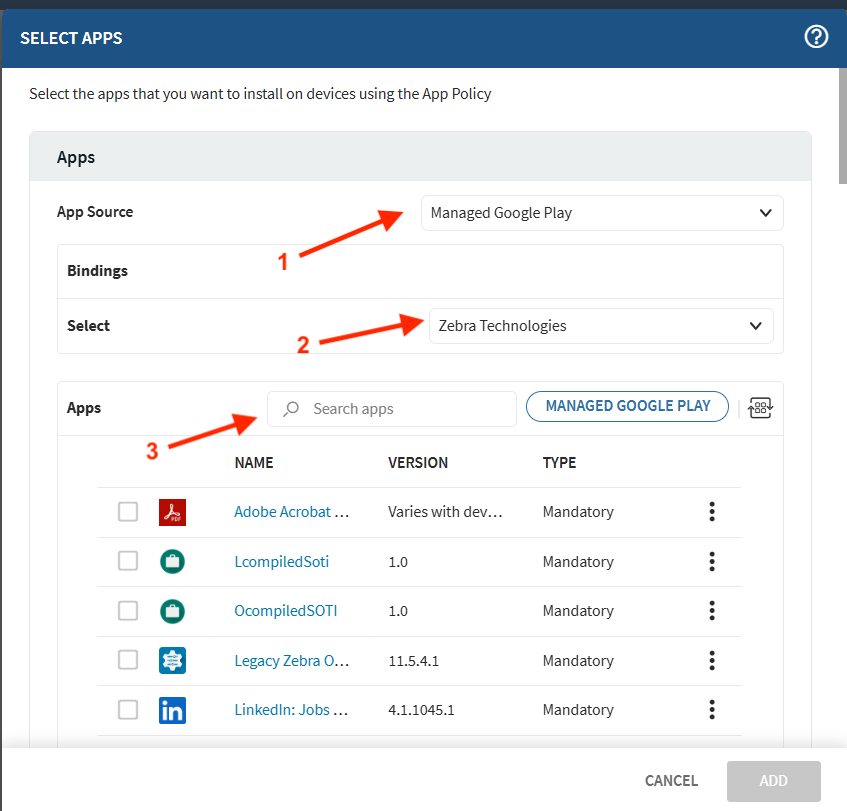 SELECT APPS
Select the apps that you want to install on devices using the App Policy
Apps
App Source
Managed Google Play
1
Bindings
Select
Zebra Technologies
2
Apps
Search apps
MANAGED GOOGLE PLAY
3
NAME VERSION TYPE
Adobe Acrobat ... Varies with dev... Mandatory
LcompiledSoti 1.0 Mandatory
OcompiledSOTI 1.0 Mandatory
Legacy Zebra O... 11.5.4.1 Mandatory
LinkedIn: Jobs ... 4.1.1045.1 Mandatory
CANCEL ADD